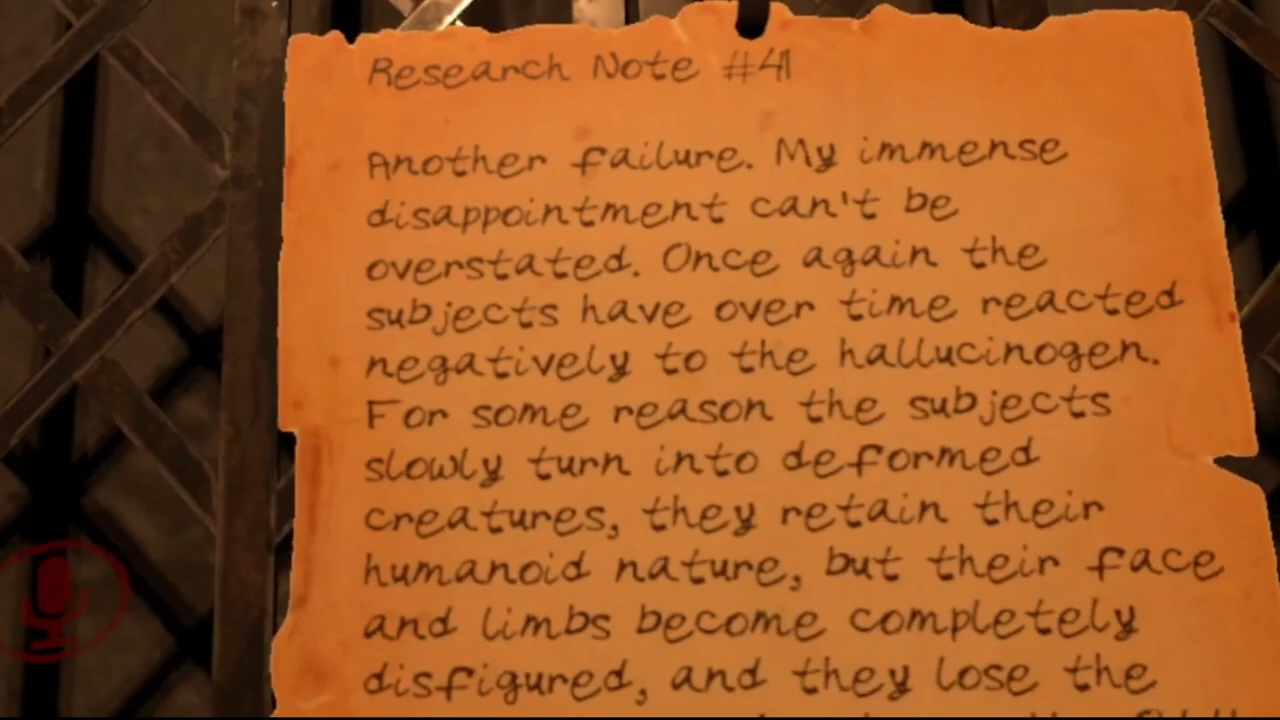 Research Note #41
Another failure. My immense
disappointment can't be
overstated. Once again the
subjects have over time reacted
negatively to the hallucinogen.
For some reason the subjects
slowly turn into deformed
creatures, they retain their
humanoid nature, but their face
and limbs become completely
disfigured, and they lose the